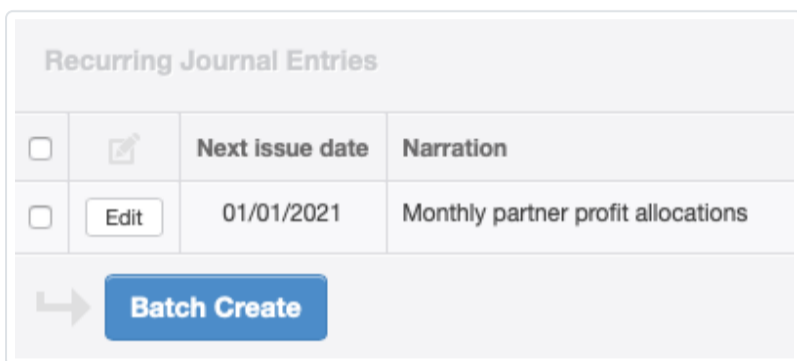 Recurring Journal Entries
Next issue date Narration
Edit 01/01/2021 Monthly partner profit allocations
Batch Create